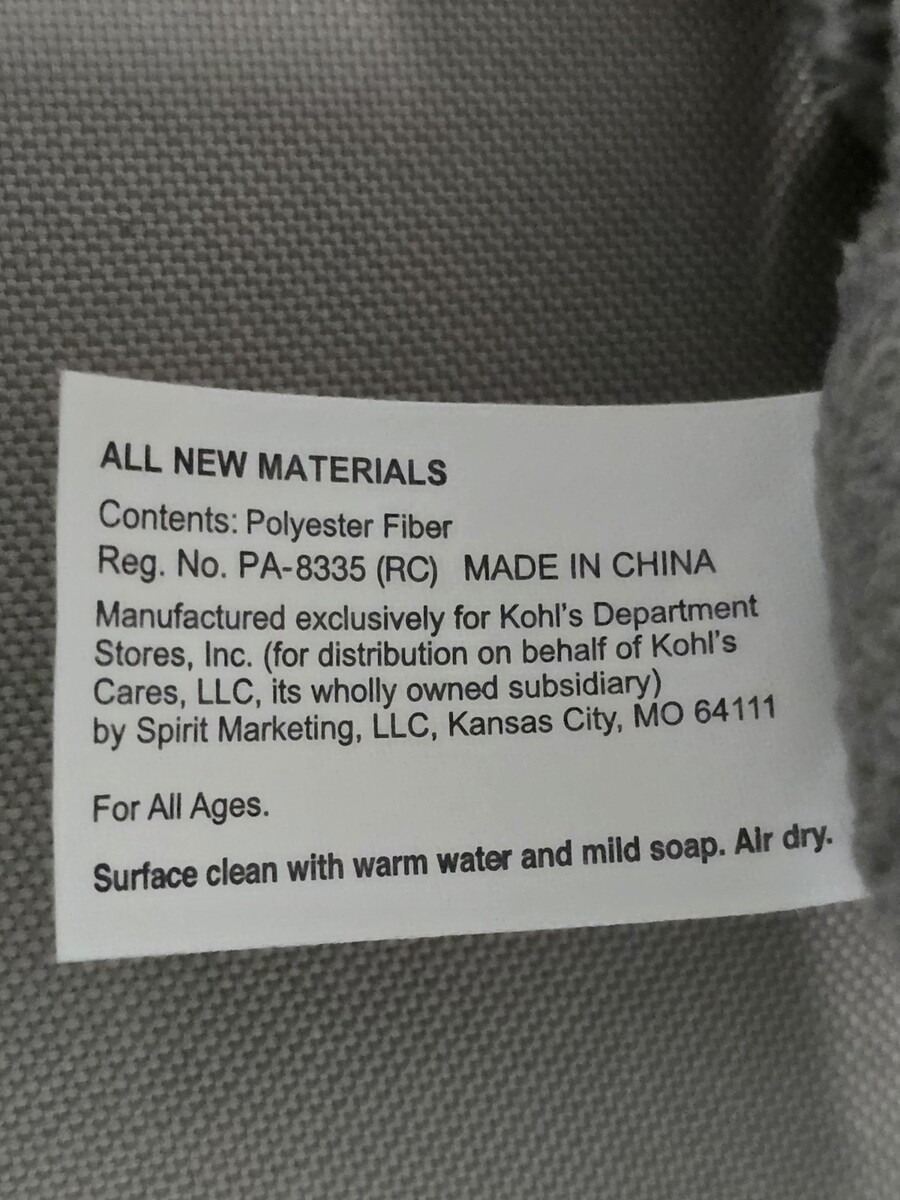 ALL NEW MATERIALS
Contents: Polyester Fiber
Reg. No. PA-8335 (RC) MADE IN CHINA
Manufactured exclusively for Kohl's Department
Stores, Inc. (for distribution on behalf of Kohl's
Cares, LLC, its wholly owned subsidiary)
by Spirit Marketing, LLC, Kansas City, MO 64111
For All Ages.
Surface clean with warm water and mild soap. Air dry.